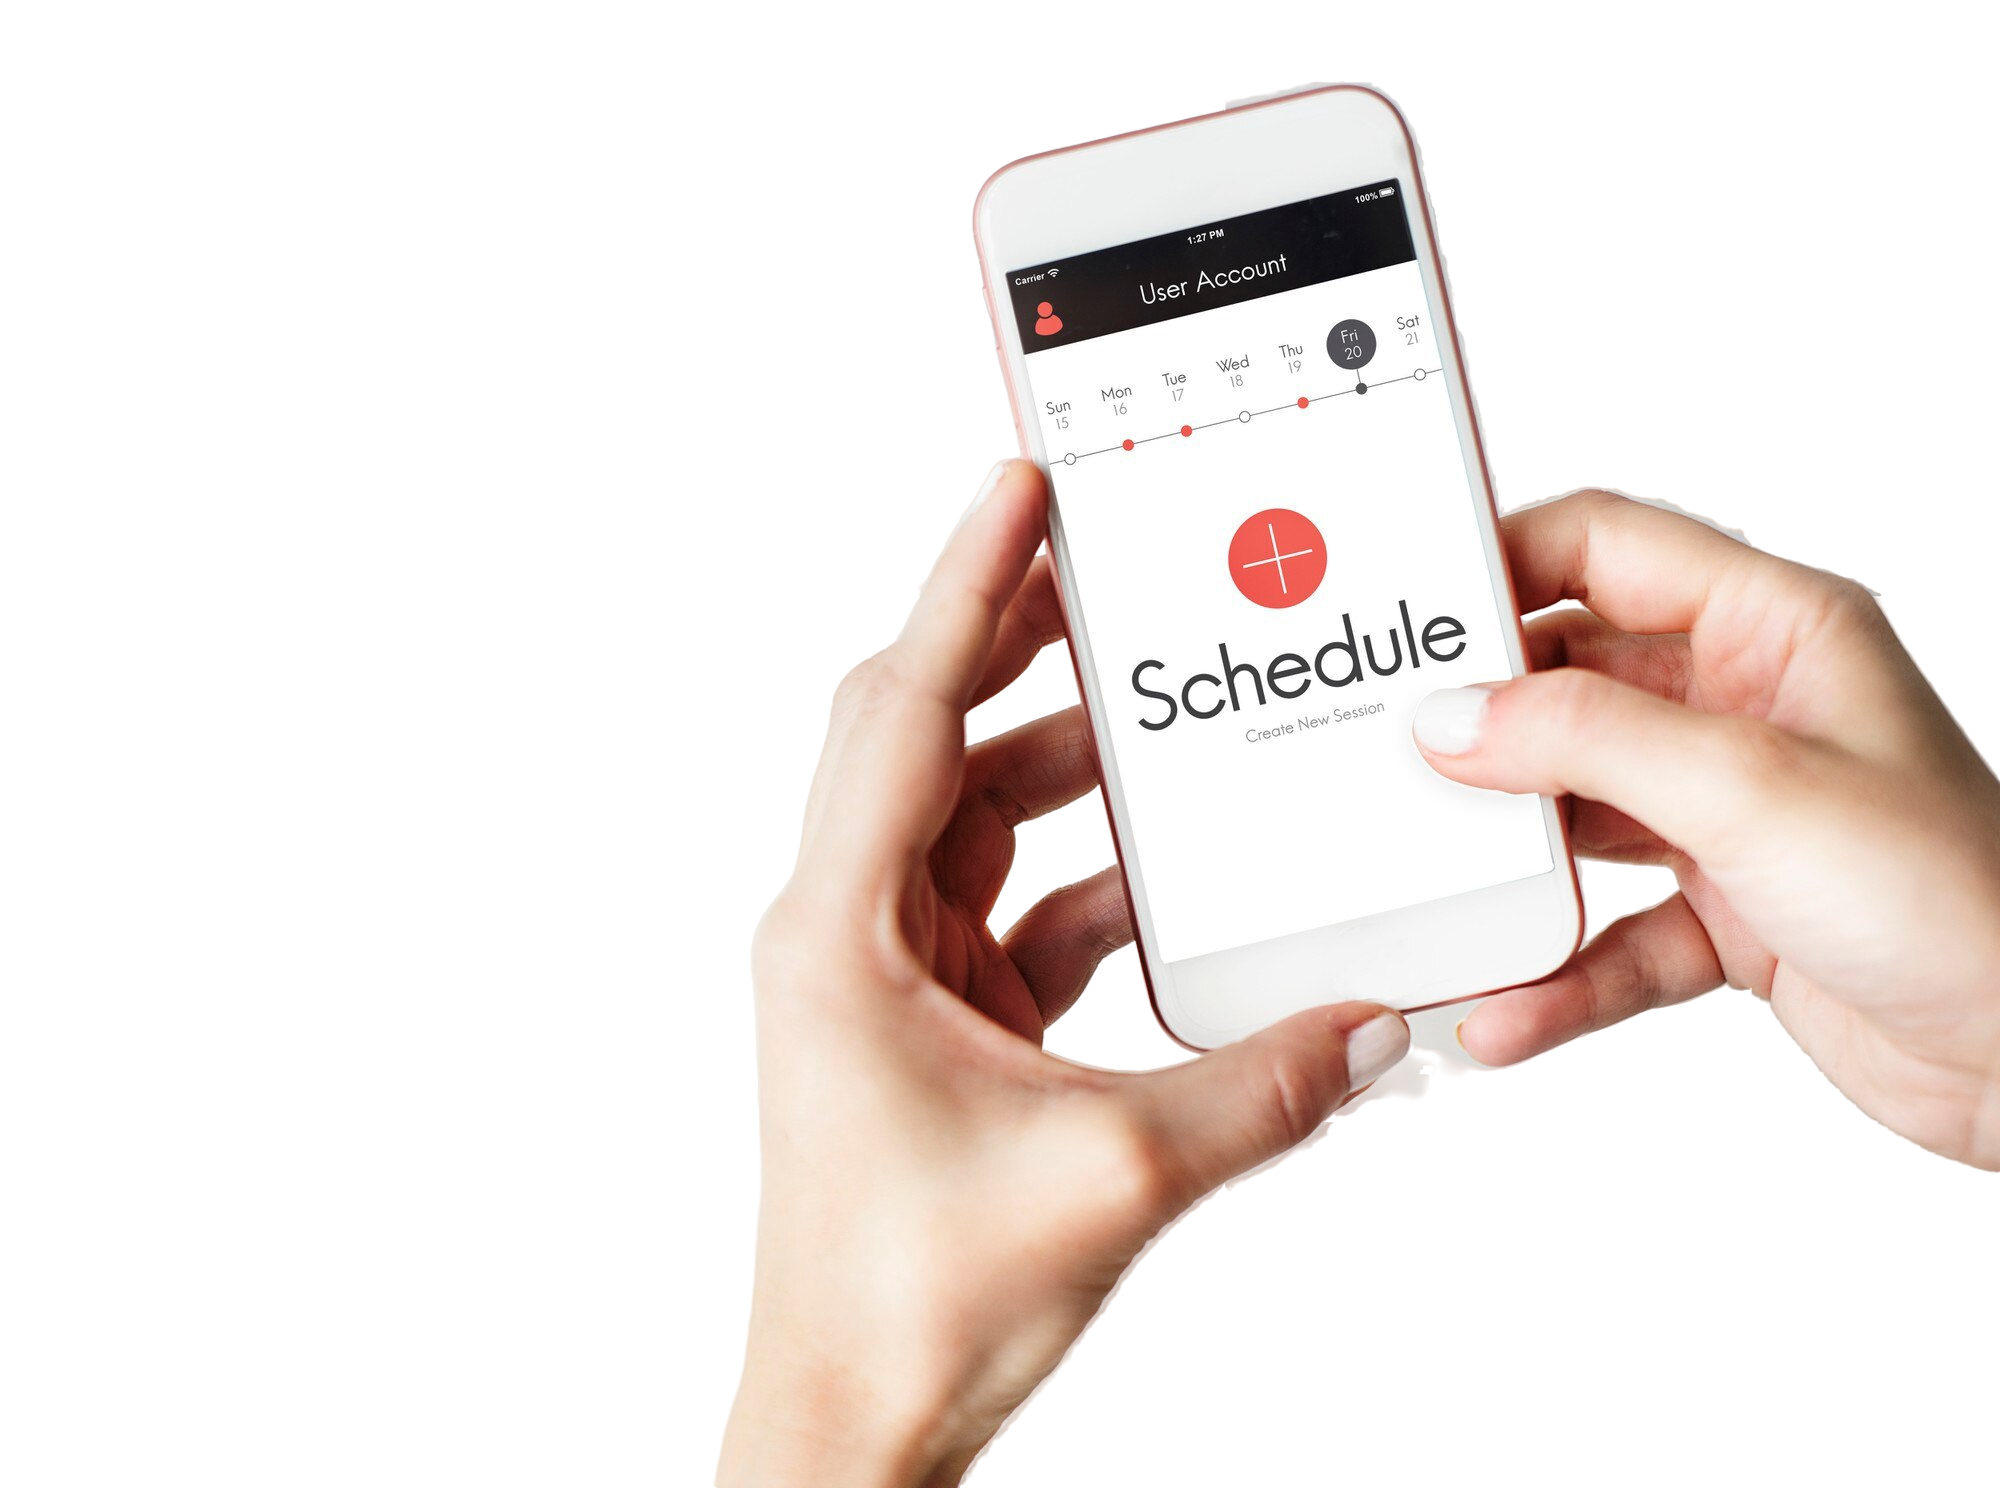 Carrier
1:27 PM
100%
User Account
Sun Mon Tue Wed Thu Fri Sat
15 16 17 18 19 20 21
Schedule
Create New Session